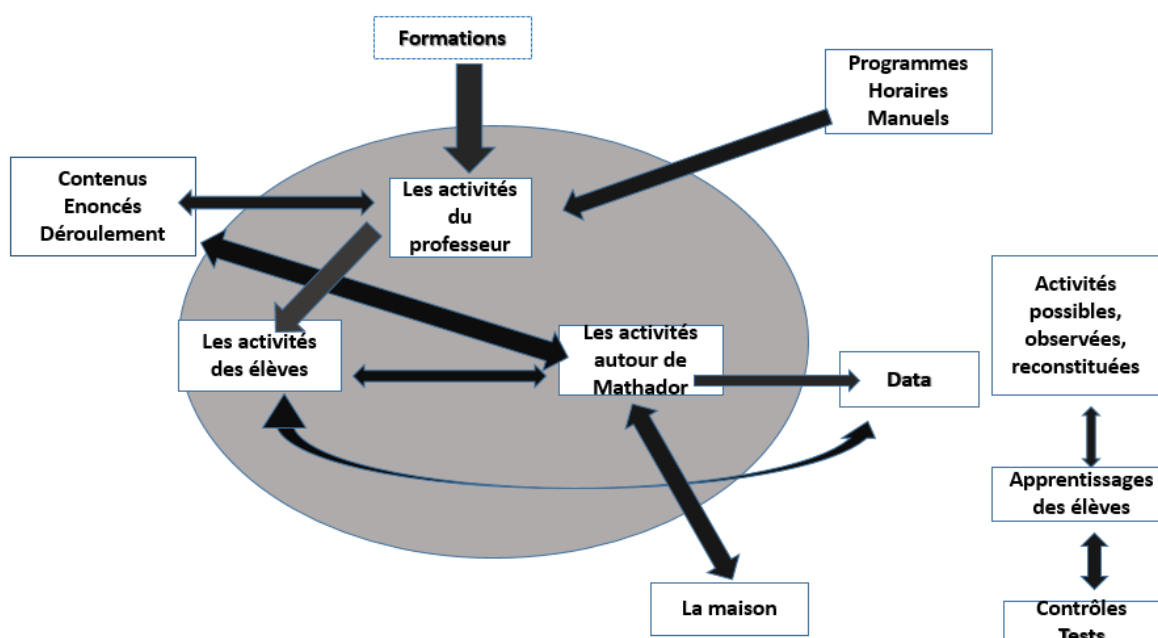 Formations
Programmes
Horaires
Manuels
Contenus
Enoncés
Déroulement
Les activités
du
professeur
Les activités
des élèves
Les activités
autour de
Mathador
Data
Activités
possibles,
observées,
reconstituées
Apprentissages
des élèves
La maison
Contrôles
Tests